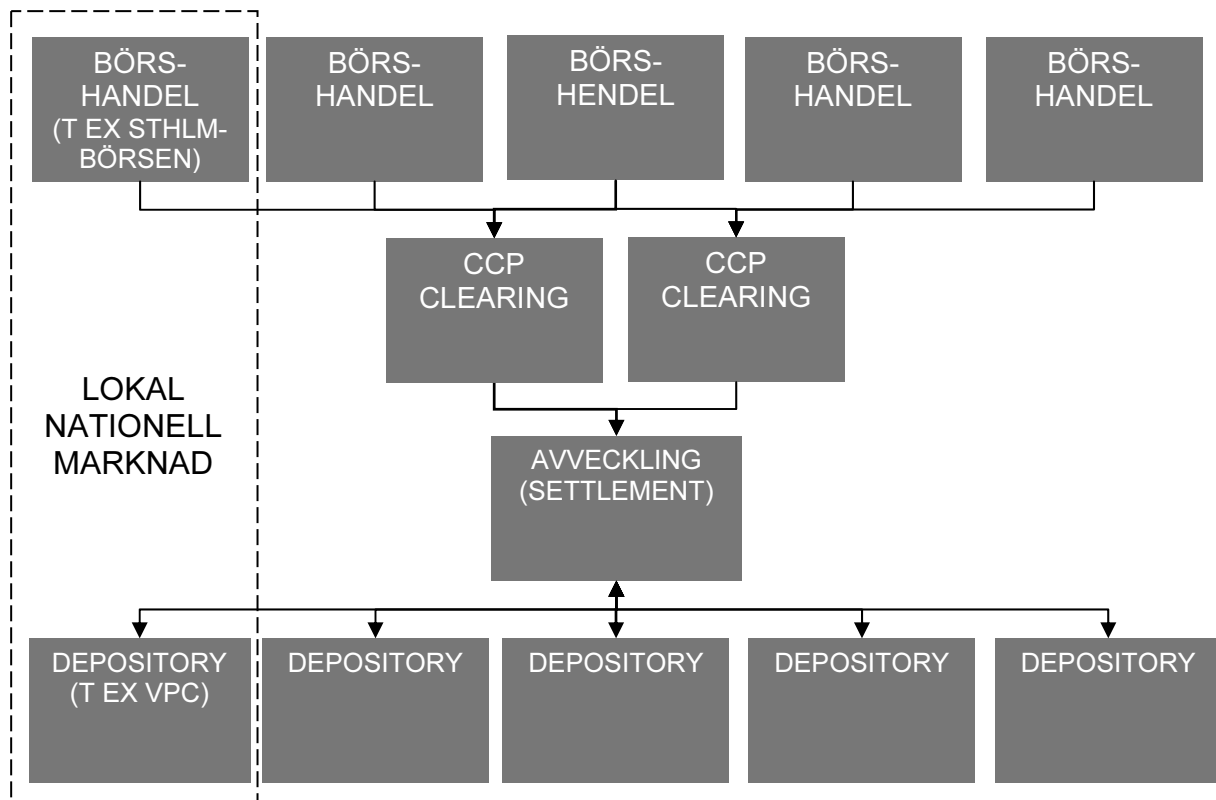 BÖRS-
HANDEL
(T EX STHLM-
BÖRSEN)
BÖRS-
HANDEL
BÖRS-
HENDEL
BÖRS-
HANDEL
BÖRS-
HANDEL
CCP
CLEARING
CCP
CLEARING
LOKAL
NATIONELL
MARKNAD
AVVECKLING
(SETTLEMENT)
DEPOSITORY
(T EX VPC)
DEPOSITORY
DEPOSITORY
DEPOSITORY
DEPOSITORY